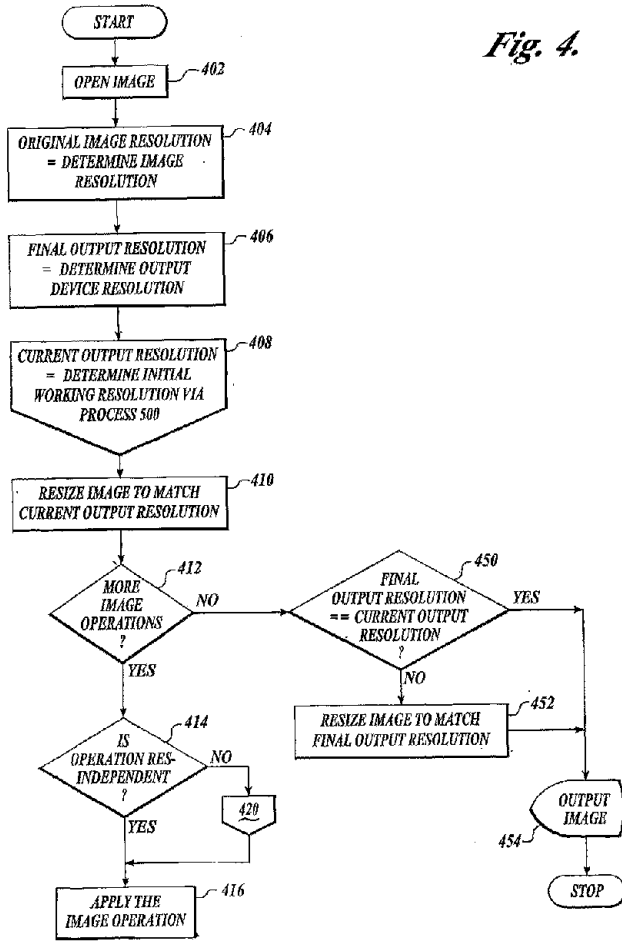 Fig. 4.
START
OPEN IMAGE
402
ORIGINAL IMAGE RESOLUTION
= DETERMINE IMAGE
RESOLUTION
404
FINAL OUTPUT RESOLUTION
= DETERMINE OUTPUT
DEVICE RESOLUTION
406
CURRENT OUTPUT RESOLUTION
= DETERMINE INITIAL
WORKING RESOLUTION VIA
PROCESS 500
408
RESIZE IMAGE TO MATCH
CURRENT OUTPUT RESOLUTION
410
MORE
IMAGE
OPERATIONS
?
412
NO
YES
FINAL
OUTPUT RESOLUTION
== CURRENT OUTPUT
RESOLUTION
?
450
YES
NO
RESIZE IMAGE TO MATCH
FINAL OUTPUT RESOLUTION
452
IS
OPERATION RES-
INDEPENDENT
?
414
NO
YES
420
OUTPUT
IMAGE
454
STOP
APPLY THE
IMAGE OPERATION
416